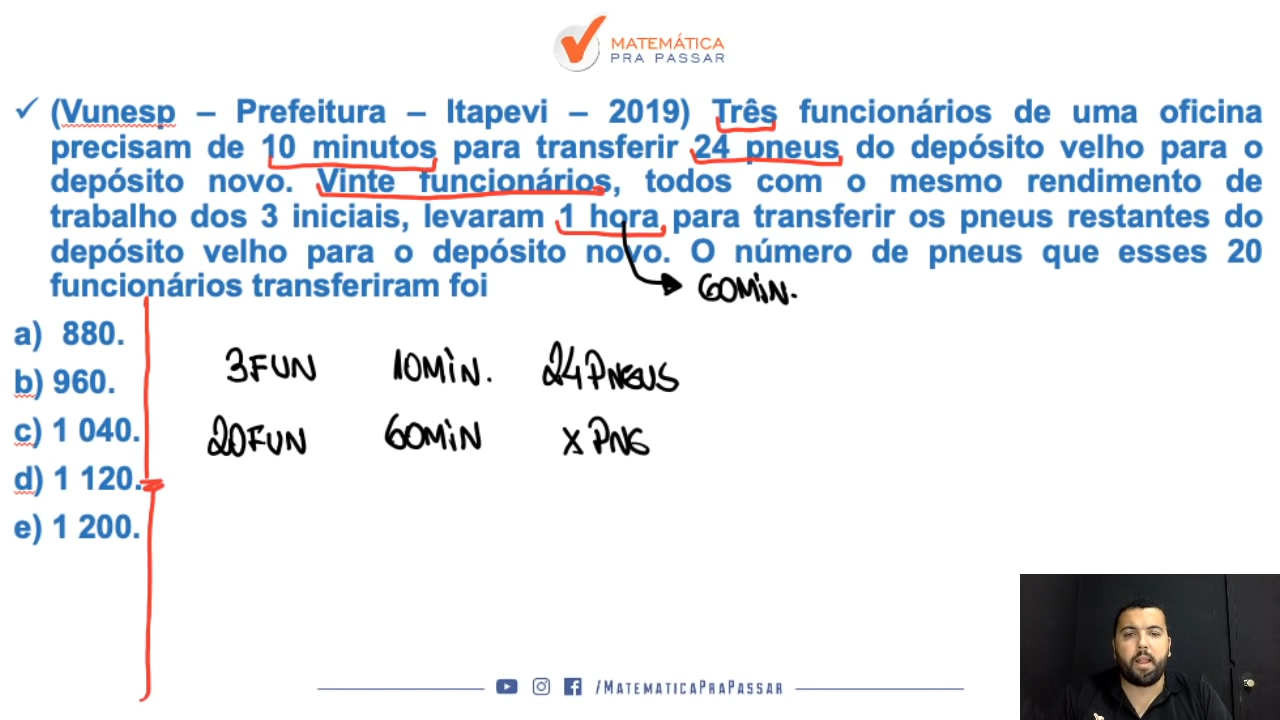 MATEMÁTICA
PRA PASSAR
✓ (Vunesp – Prefeitura – Itapevi – 2019) Três funcionários de uma oficina
precisam de 10 minutos para transferir 24 pneus do depósito velho para o
depósito novo. Vinte funcionários, todos com o mesmo rendimento de
trabalho dos 3 iniciais, levaram 1 hora para transferir os pneus restantes do
depósito velho para o depósito novo. O número de pneus que esses 20
funcionários transferiram foi
60MiN.
a) 880.
b) 960.
c) 1 040.
d) 1 120.
e) 1 200.
3FUN 10MiN. 24PNEUS
20FUN 60MiN x PNE
/MatematicaPraPassar